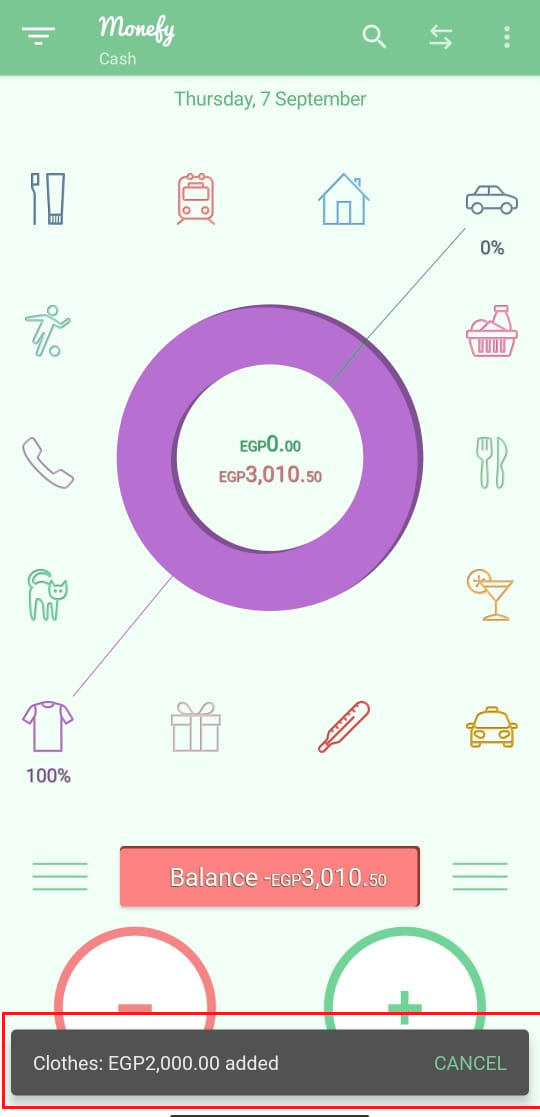 Monefy
Cash
Thursday, 7 September
0%
EGP0.00
EGP3,010.50
100%
Balance -EGP3,010.50
Clothes: EGP2,000.00 added CANCEL